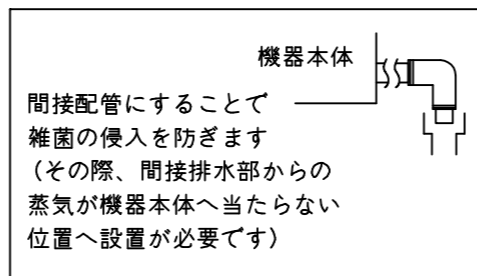 機器本体
間接配管にすることで
雑菌の侵入を防ぎます
（その際、間接排水部からの
蒸気が機器本体へ当たらない
位置へ設置が必要です）